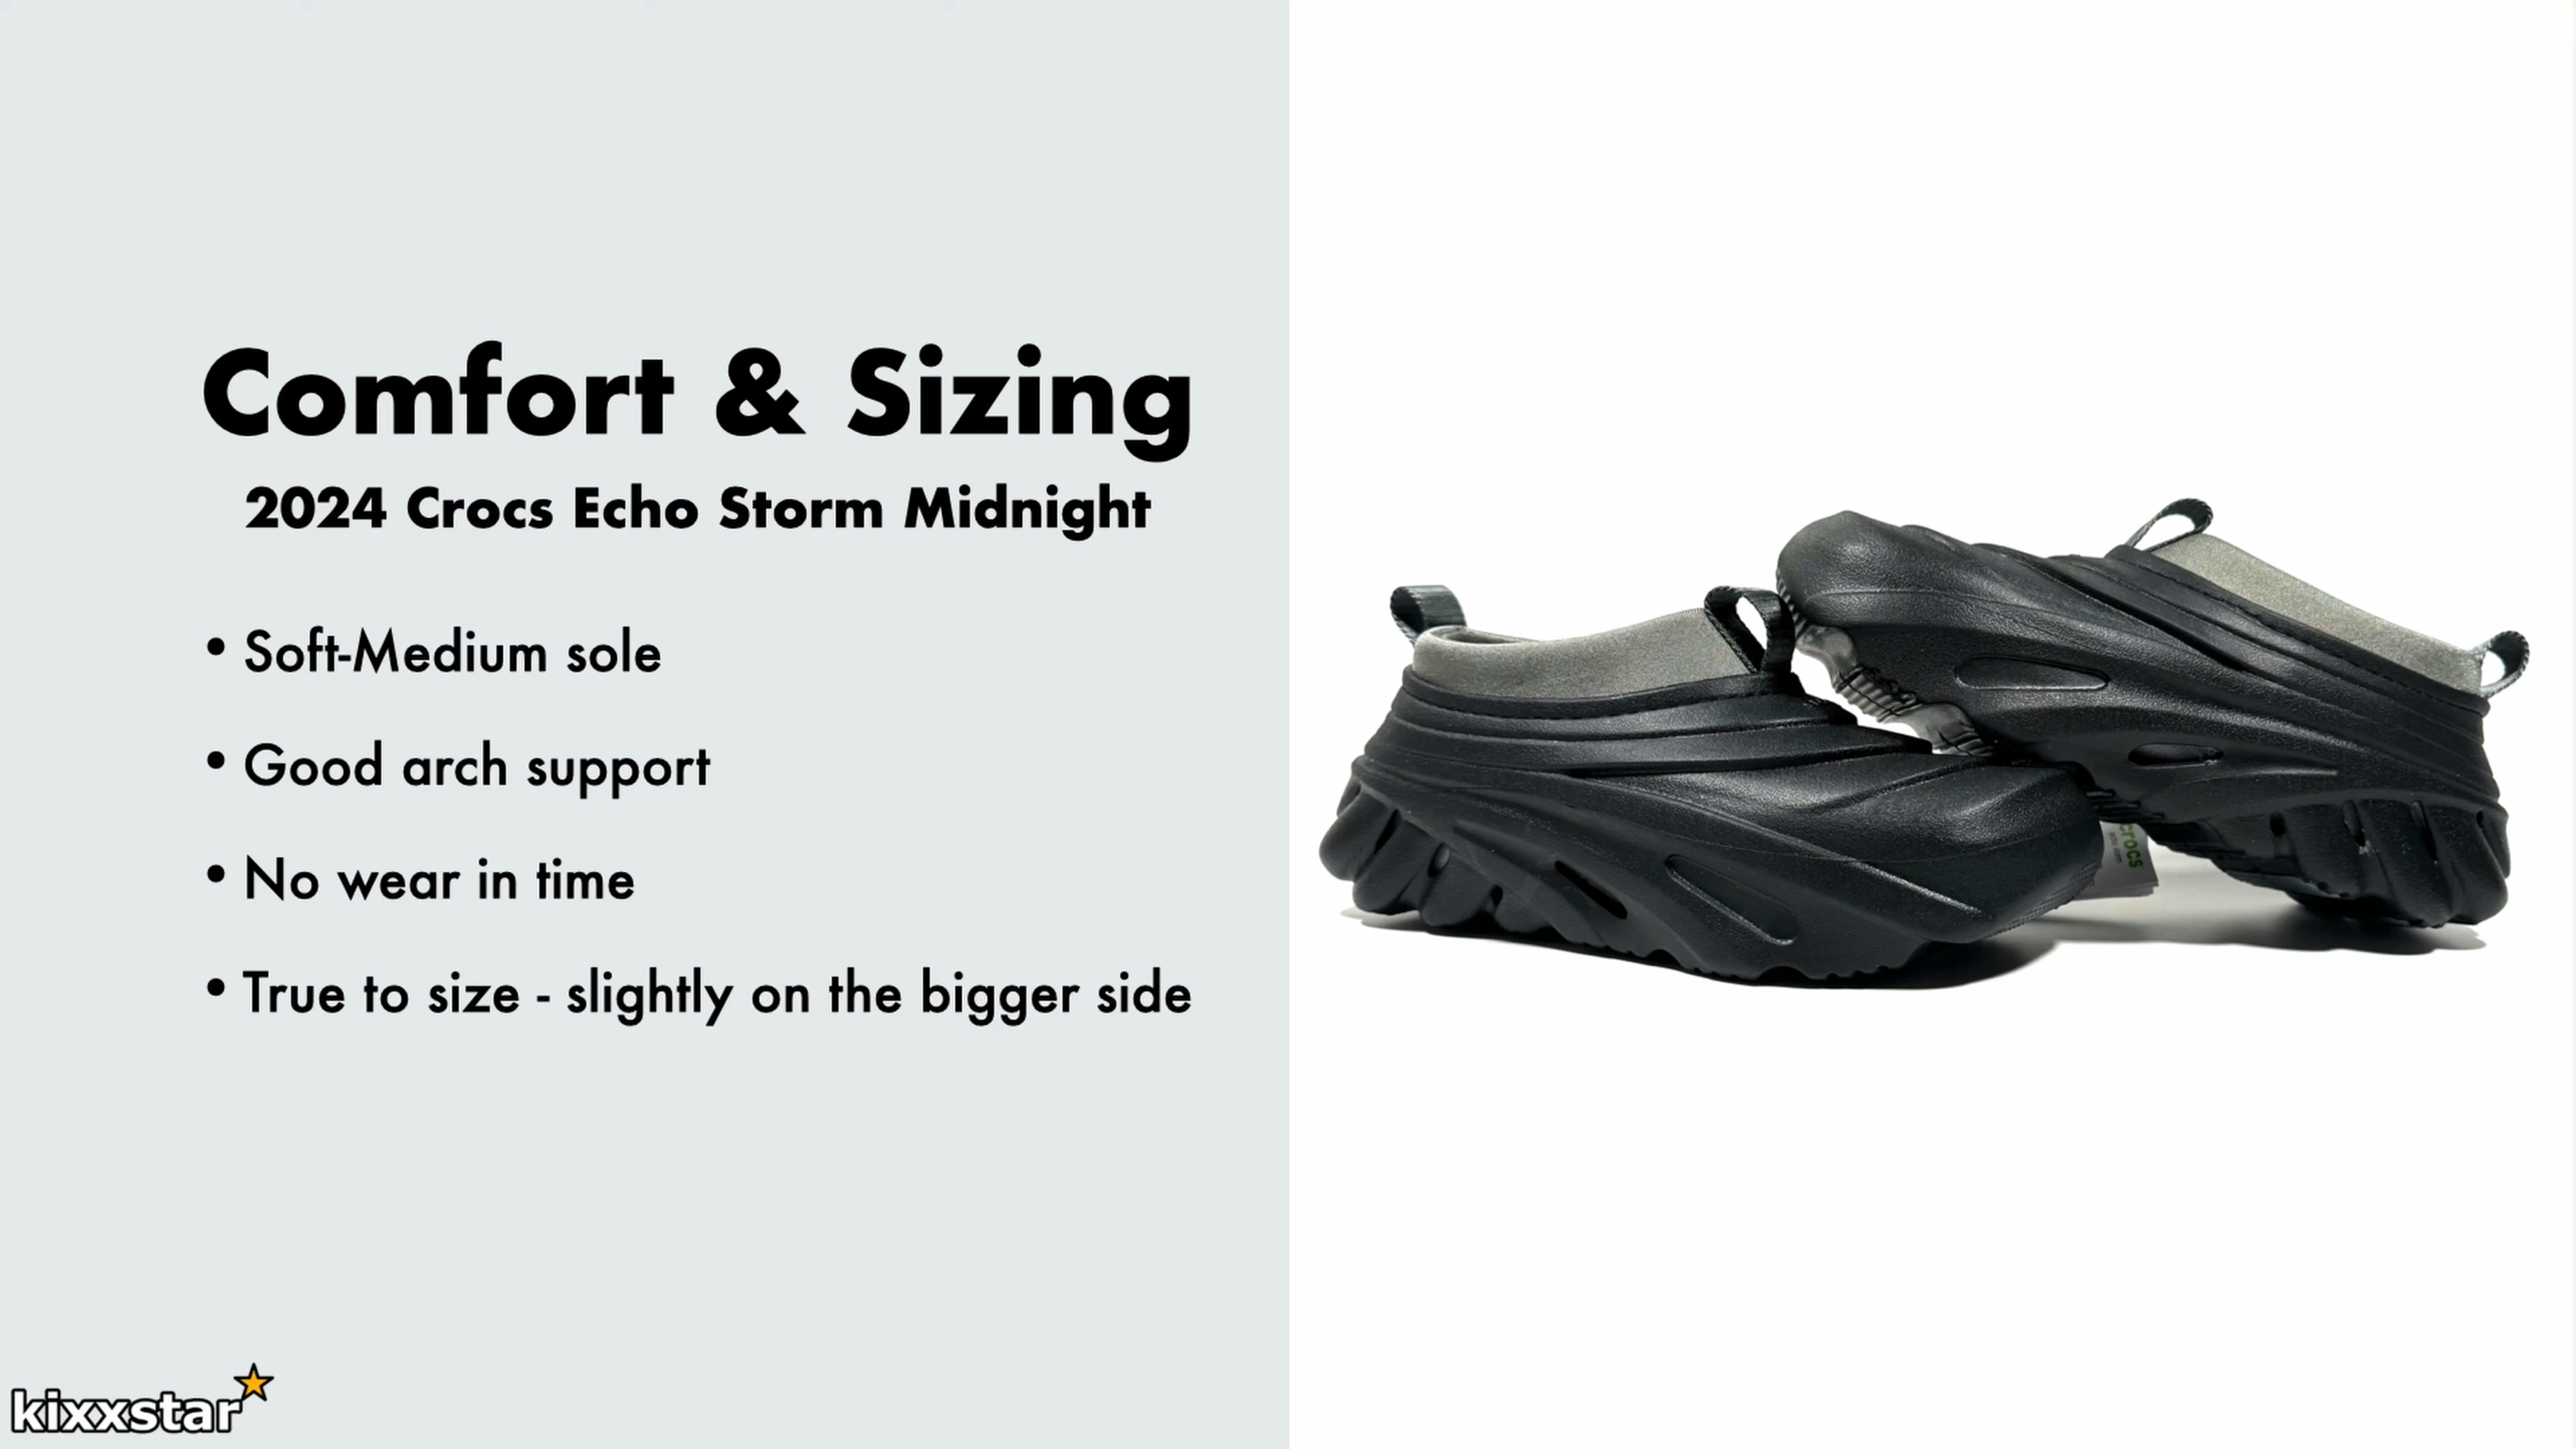 Comfort & Sizing
2024 Crocs Echo Storm Midnight
• Soft-Medium sole
• Good arch support
• No wear in time
• True to size - slightly on the bigger side
crocs
kixxstar